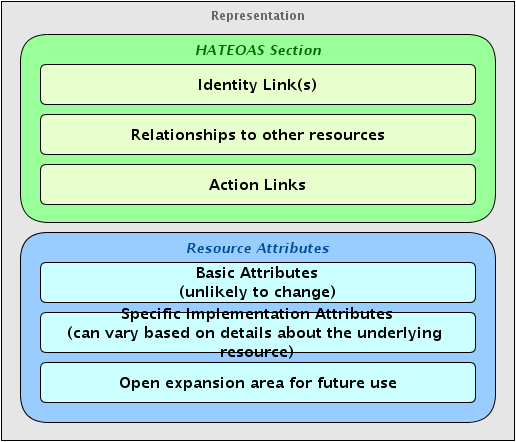 Representation
HATEOAS Section
Identity Link(s)
Relationships to other resources
Action Links
Resource Attributes
Basic Attributes
(unlikely to change)
Specific Implementation Attributes
(can vary based on details about the underlying
resource)
Open expansion area for future use